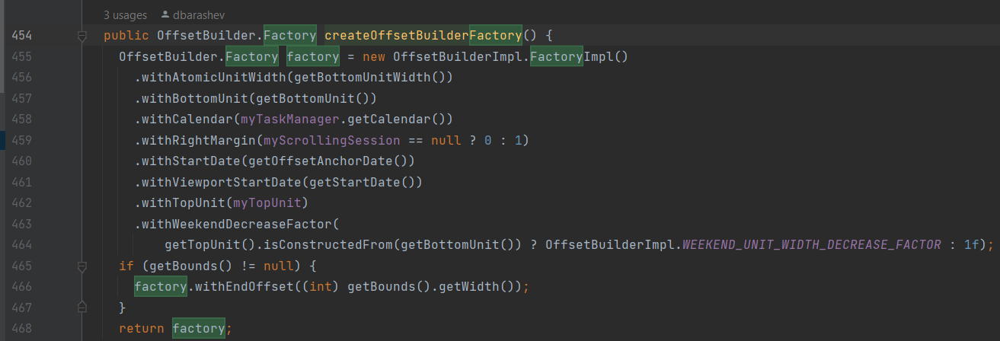 3 usages dbarashev
454 public OffsetBuilder.Factory createOffsetBuilderFactory() {
455 OffsetBuilder.Factory factory = new OffsetBuilderImpl.FactoryImpl()
456 .withAtomicUnitWidth(getBottomUnitWidth())
457 .withBottomUnit(getBottomUnit())
458 .withCalendar(myTaskManager.getCalendar())
459 .withRightMargin(myScrollingSession == null ? 0 : 1)
460 .withStartDate(getOffsetAnchorDate())
461 .withViewportStartDate(getStartDate())
462 .withTopUnit(myTopUnit)
463 .withWeekendDecreaseFactor(
464 getTopUnit().isConstructedFrom(getBottomUnit()) ? OffsetBuilderImpl.WEEKEND_UNIT_WIDTH_DECREASE_FACTOR : 1f);
465 if (getBounds() != null) {
466 factory.withEndOffset((int) getBounds().getWidth());
467 }
468 return factory;